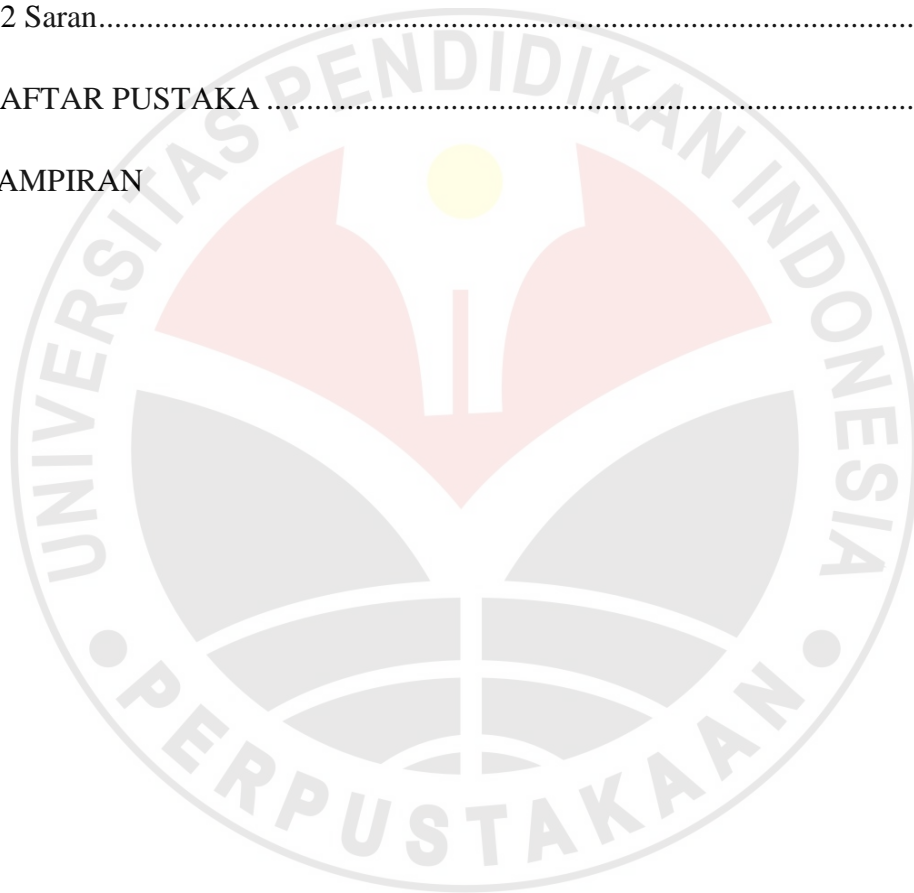 2 Saran..............................................................................................................
AFTAR PUSTAKA ....................................................................................
AMPIRAN
UNIVERSITAS PENDIDIKAN INDONESIA
• PERPUSTAKAAN •